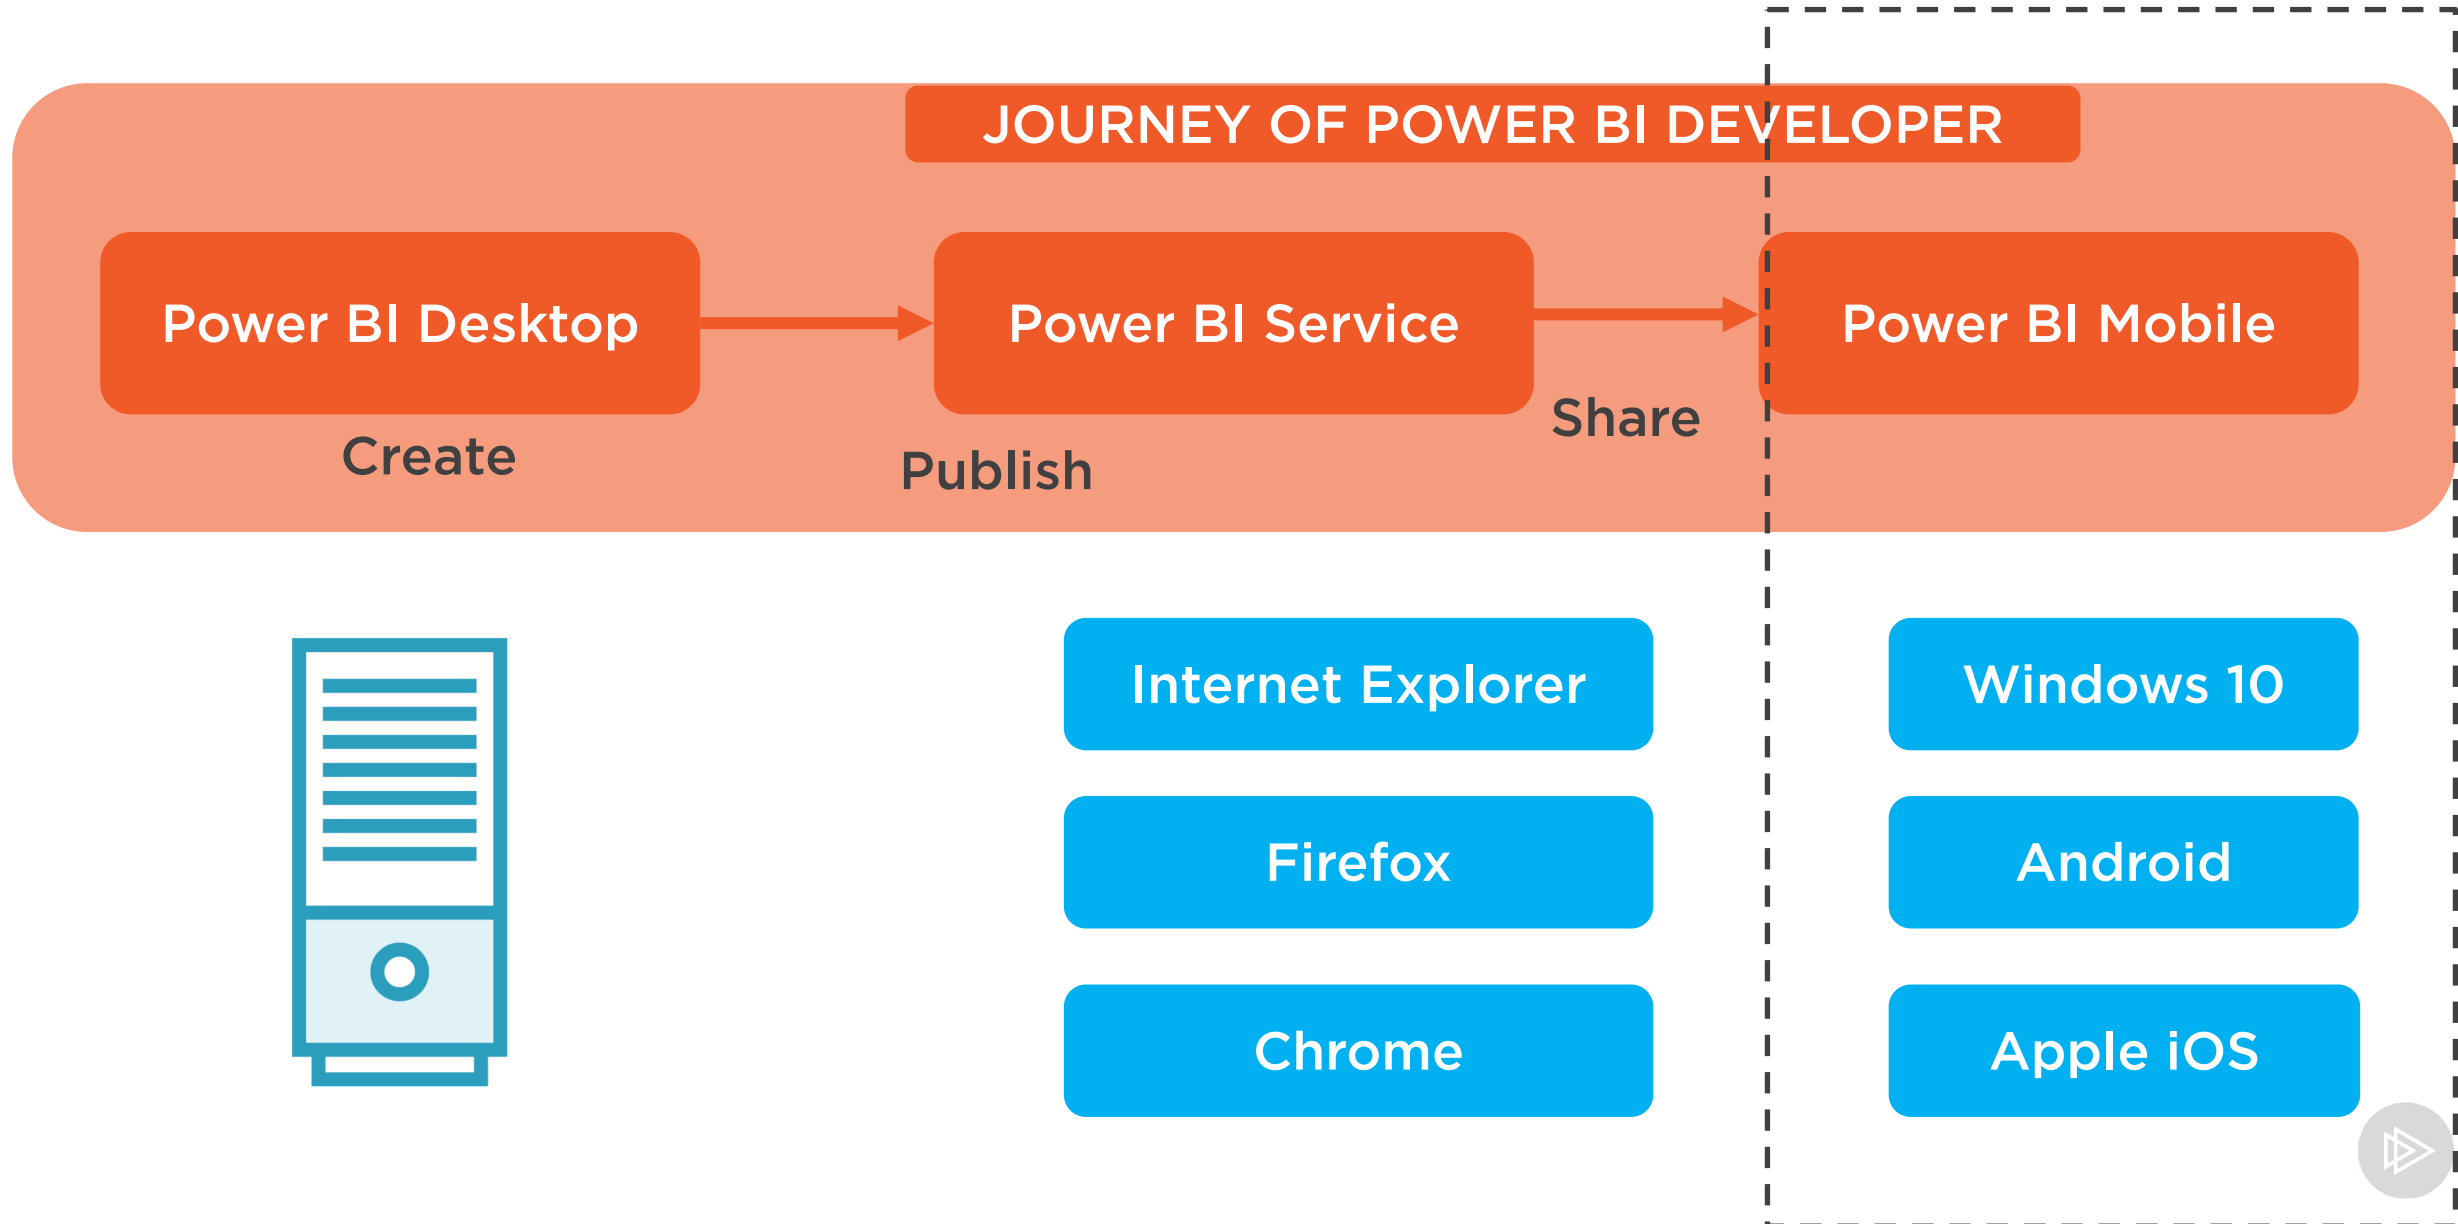 JOURNEY OF POWER BI DEVELOPER
Power BI Desktop
Power BI Service
Power BI Mobile
Create
Publish
Share
Internet Explorer
Windows 10
Firefox
Android
Chrome
Apple iOS